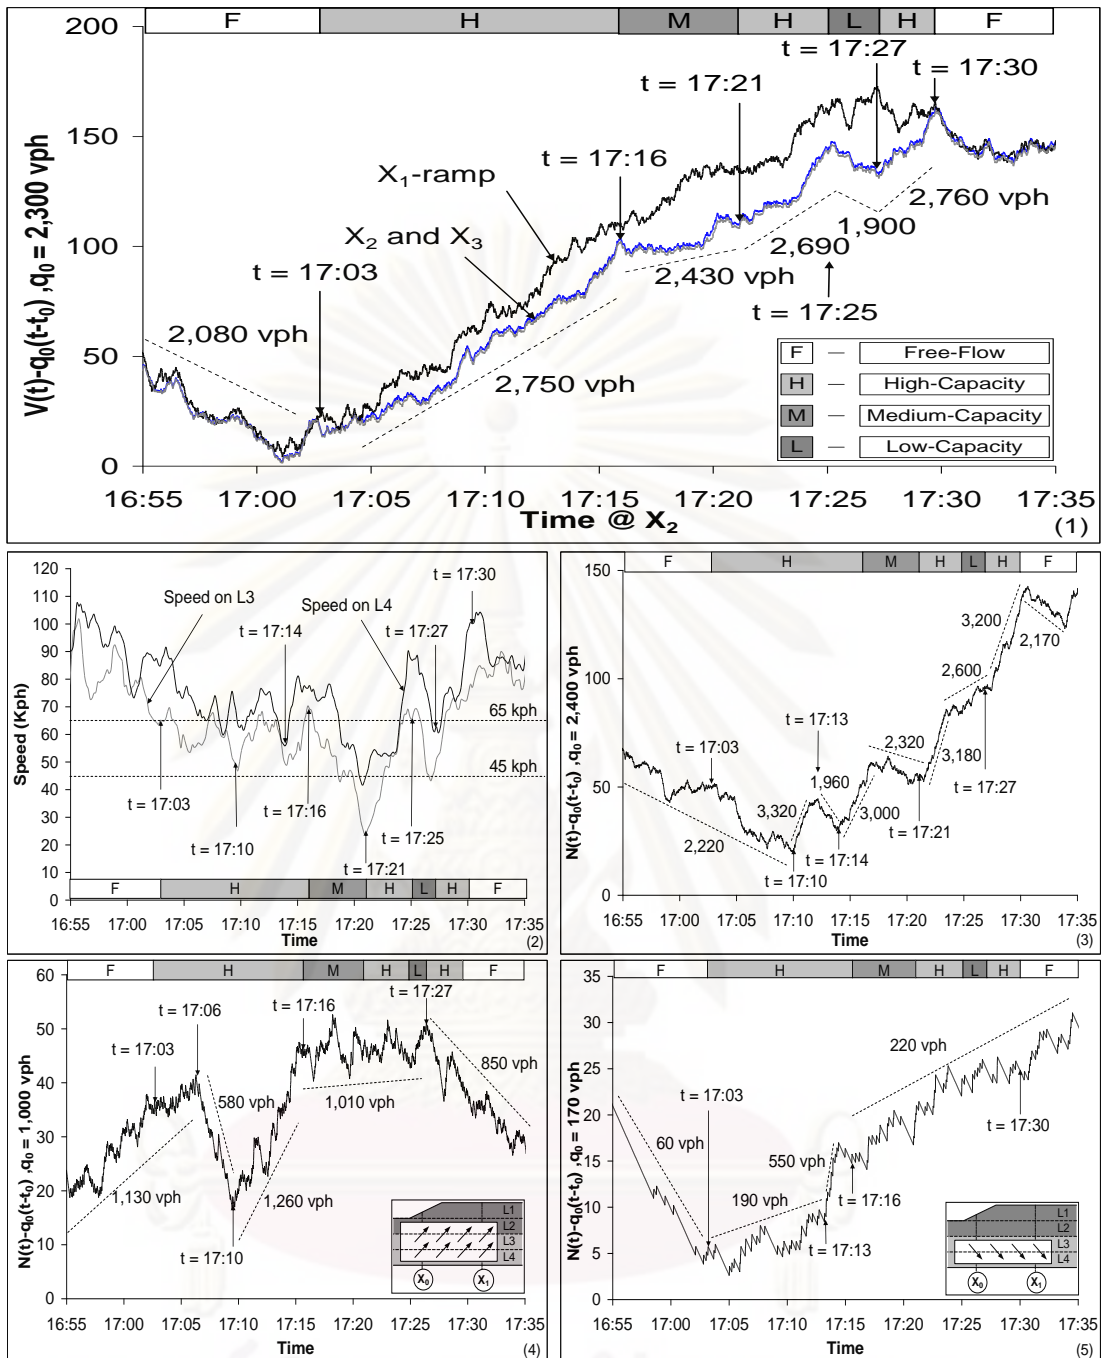 F H M H L H F
V(t)-q0(t-t0) ,q0 = 2,300 vph
200
150
100
50
0
t = 17:27
t = 17:30
t = 17:21
t = 17:16
X1-ramp
X2 and X3
t = 17:03
2,080 vph
2,750 vph
2,430 vph
2,690
1,900
2,760 vph
t = 17:25
F — Free-Flow
H — High-Capacity
M — Medium-Capacity
L — Low-Capacity
16:55 17:00 17:05 17:10 17:15 17:20 17:25 17:30 17:35
Time @ X2
(1)
Speed (Kph)
120
110
100
90
80
70
60
50
40
30
20
10
0
t = 17:30
Speed on L3
Speed on L4
t = 17:14
t = 17:27
65 kph
45 kph
t = 17:03
t = 17:16
t = 17:25
t = 17:10
t = 17:21
F H M H L H F
16:55 17:00 17:05 17:10 17:15 17:20 17:25 17:30 17:35
Time
(2)
F H M H L H F
N(t)-q0(t-t0) ,q0 = 2,400 vph
150
100
50
0
3,200
2,170
2,600
t = 17:13
t = 17:03
2,320
3,180
1,960
t = 17:27
3,320
3,000
2,220
t = 17:21
t = 17:14
t = 17:10
16:55 17:00 17:05 17:10 17:15 17:20 17:25 17:30 17:35
Time
(3)
F H M H L H F
N(t)-q0(t-t0) ,q0 = 1,000 vph
60
50
40
30
20
10
0
t = 17:27
t = 17:06
t = 17:16
t = 17:03
850 vph
580 vph
1,010 vph
1,130 vph
1,260 vph
t = 17:10
L1
L2
L3
L4
X0 X1
16:55 17:00 17:05 17:10 17:15 17:20 17:25 17:30 17:35
Time
(4)
F H M H L H F
N(t)-q0(t-t0) ,q0 = 170 vph
35
30
25
20
15
10
5
0
220 vph
t = 17:03
60 vph
550 vph
t = 17:30
190 vph
t = 17:16
t = 17:13
L1
L2
L3
L4
X0 X1
16:55 17:00 17:05 17:10 17:15 17:20 17:25 17:30 17:35
Time
(5)